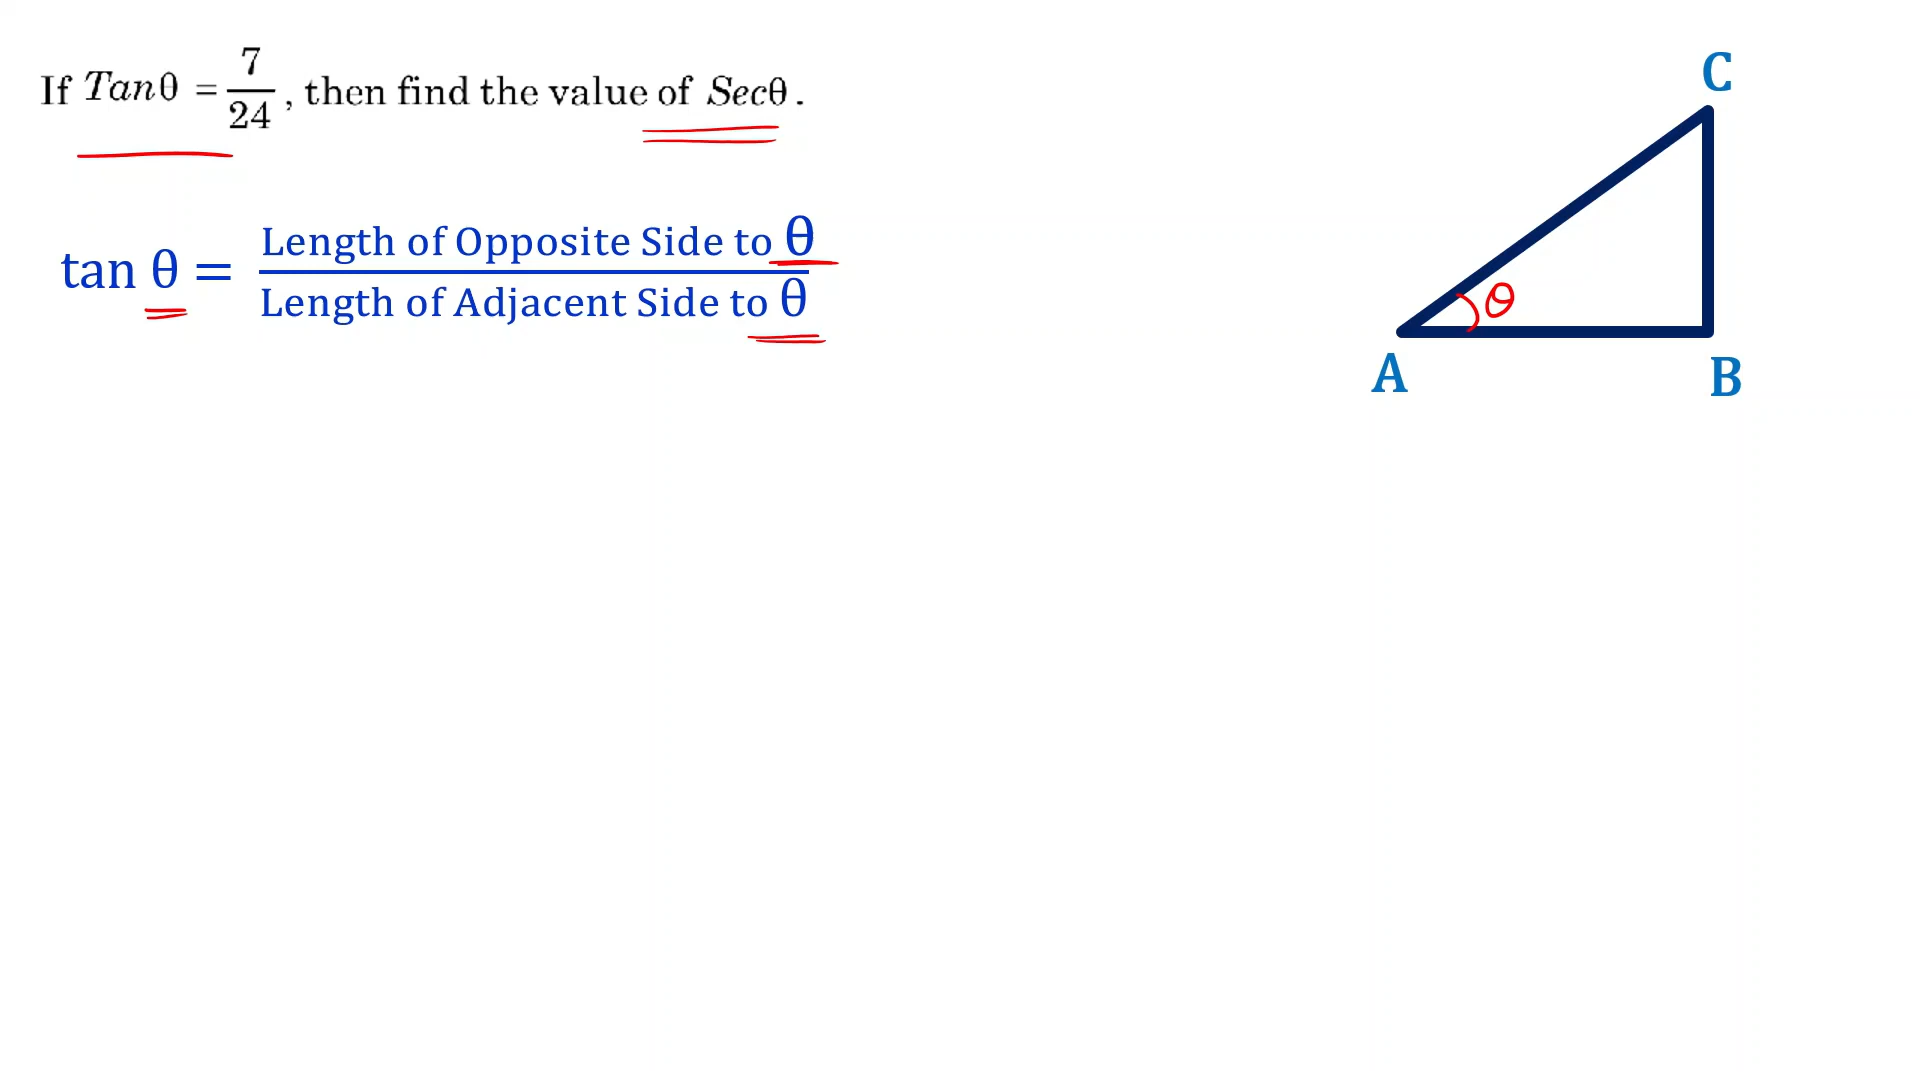 If Tanθ = 7/24, then find the value of Secθ.
tan θ = Length of Opposite Side to θ / Length of Adjacent Side to θ
C
θ
A
B